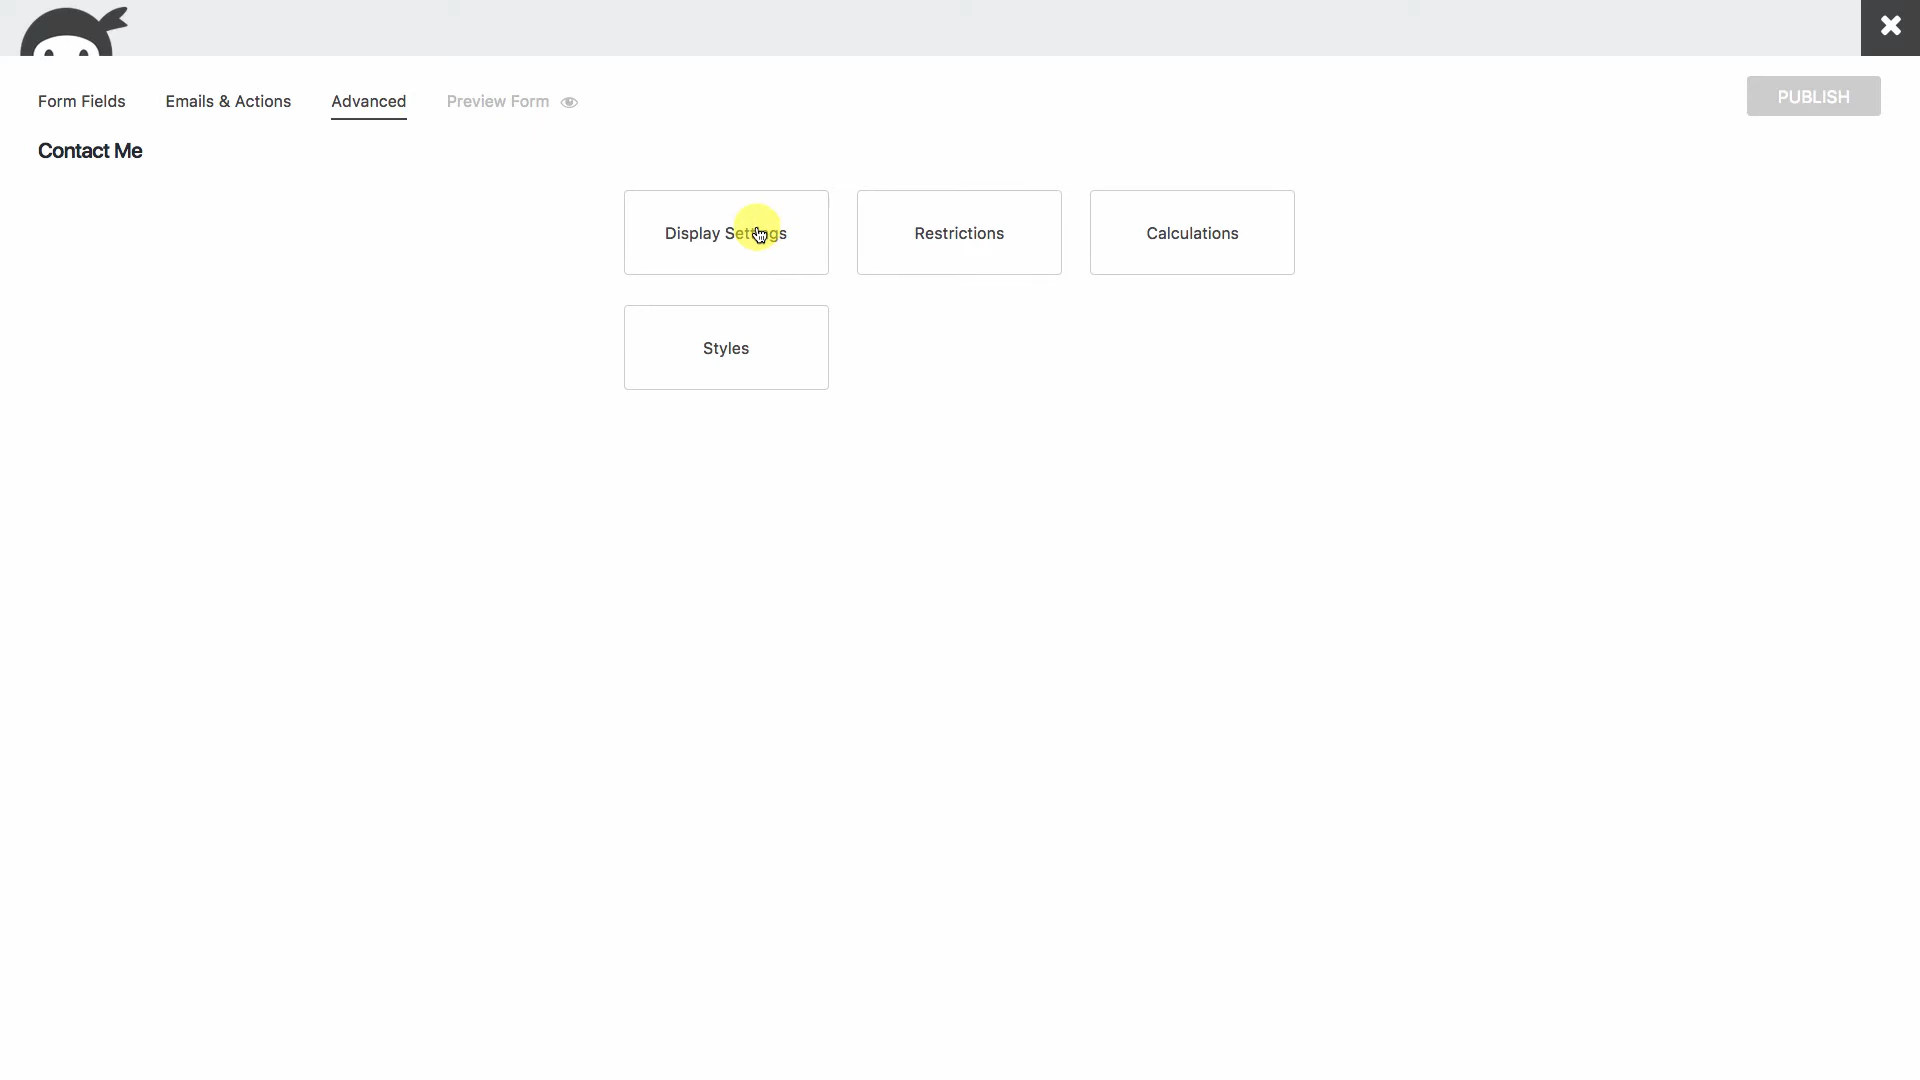 Form Fields
Emails & Actions
Advanced
Preview Form
PUBLISH
Contact Me
Display Settings
Restrictions
Calculations
Styles